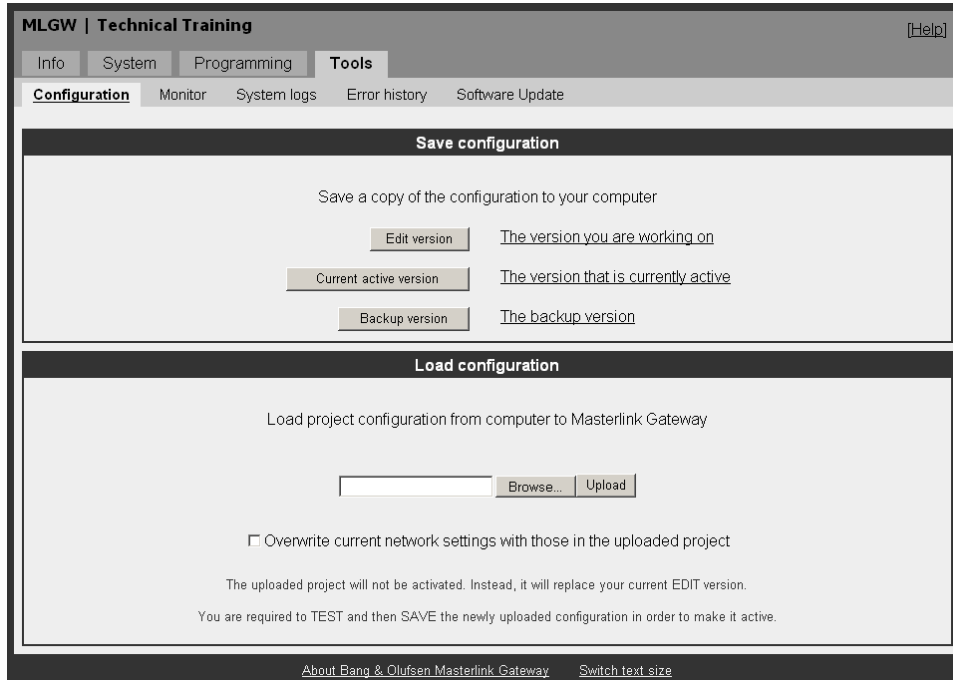 MLGW | Technical Training
[Help]
Info System Programming Tools
Configuration Monitor System logs Error history Software Update
Save configuration
Save a copy of the configuration to your computer
Edit version The version you are working on
Current active version The version that is currently active
Backup version The backup version
Load configuration
Load project configuration from computer to Masterlink Gateway
Browse... Upload
Overwrite current network settings with those in the uploaded project
The uploaded project will not be activated. Instead, it will replace your current EDIT version.
You are required to TEST and then SAVE the newly uploaded configuration in order to make it active.
About Bang & Olufsen Masterlink Gateway Switch text size